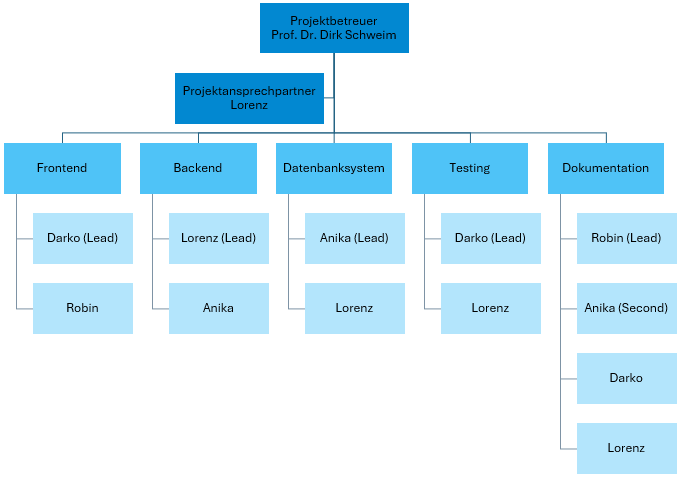 Projektbetreuer
Prof. Dr. Dirk Schweim
Projektansprechpartner
Lorenz
Frontend
Backend
Datenbanksystem
Testing
Dokumentation
Darko (Lead)
Lorenz (Lead)
Anika (Lead)
Darko (Lead)
Robin (Lead)
Robin
Anika
Lorenz
Lorenz
Anika (Second)
Darko
Lorenz